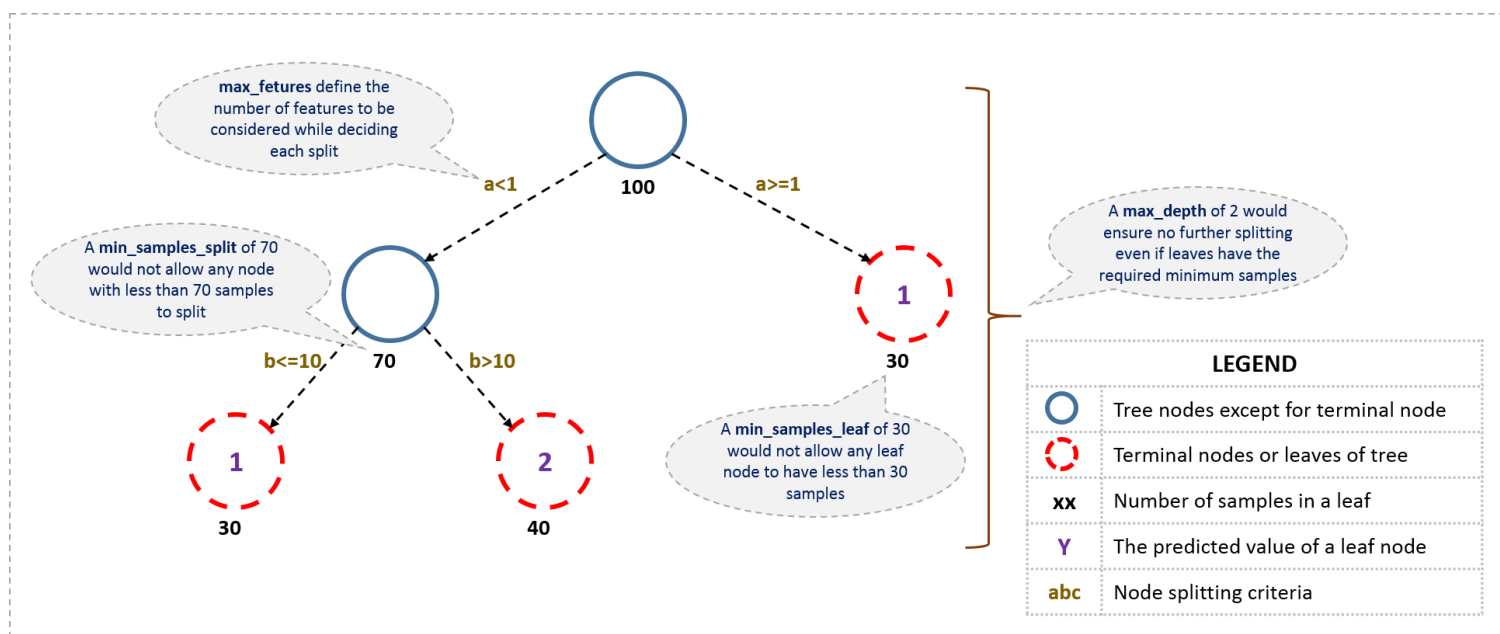 max_fetures define the
number of features to be
considered while deciding
each split
a<1
a>=1
100
A min_samples_split of 70
would not allow any node
with less than 70 samples
to split
A max_depth of 2 would
ensure no further splitting
even if leaves have the
required minimum samples
1
70
30
b<=10
b>10
A min_samples_leaf of 30
would not allow any leaf
node to have less than 30
samples
1
2
30
40
LEGEND
Tree nodes except for terminal node
Terminal nodes or leaves of tree
xx Number of samples in a leaf
Y The predicted value of a leaf node
abc Node splitting criteria